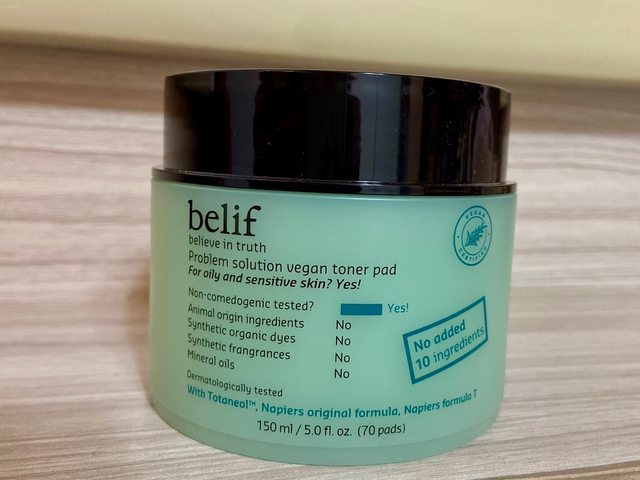 belif
believe in truth
Problem solution vegan toner pad
For oily and sensitive skin? Yes!
Non-comedogenic tested? Yes!
Animal origin ingredients No
Synthetic organic dyes No
Synthetic frangrances No
Mineral oils No
Dermatologically tested
With Totaneol™, Napiers original formula, Napiers formula T
150 ml / 5.0 fl. oz. (70 pads)
VEGAN
CERTIFIED
No added
10 ingredients